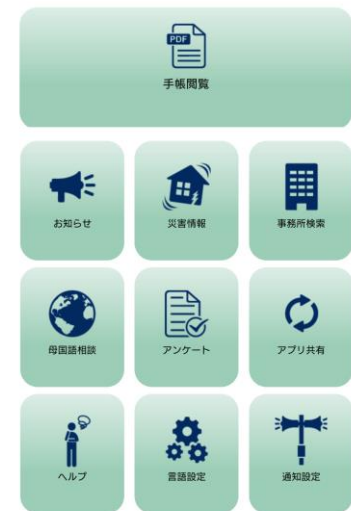 PDF
手帳閲覧
お知らせ
災害情報
事務所検索
母国語相談
アンケート
アプリ共有
ヘルプ
言語設定
通知設定